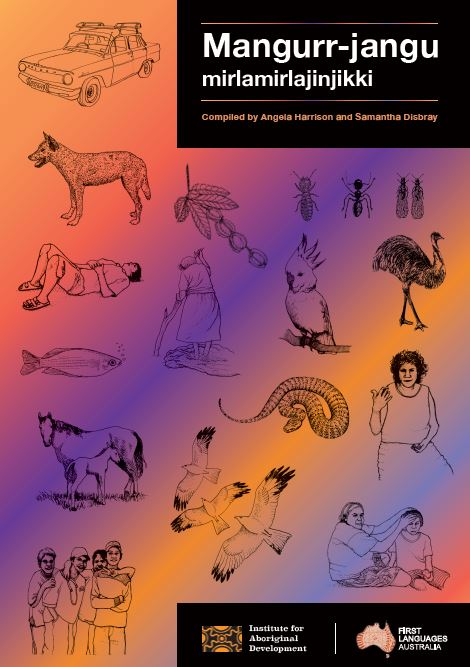 Mangurr-jangu
mirlamirlajinjikki
Compiled by Angela Harrison and Samantha Disbray
Institute for
Aboriginal
Development
FIRST
LANGUAGES
AUSTRALIA